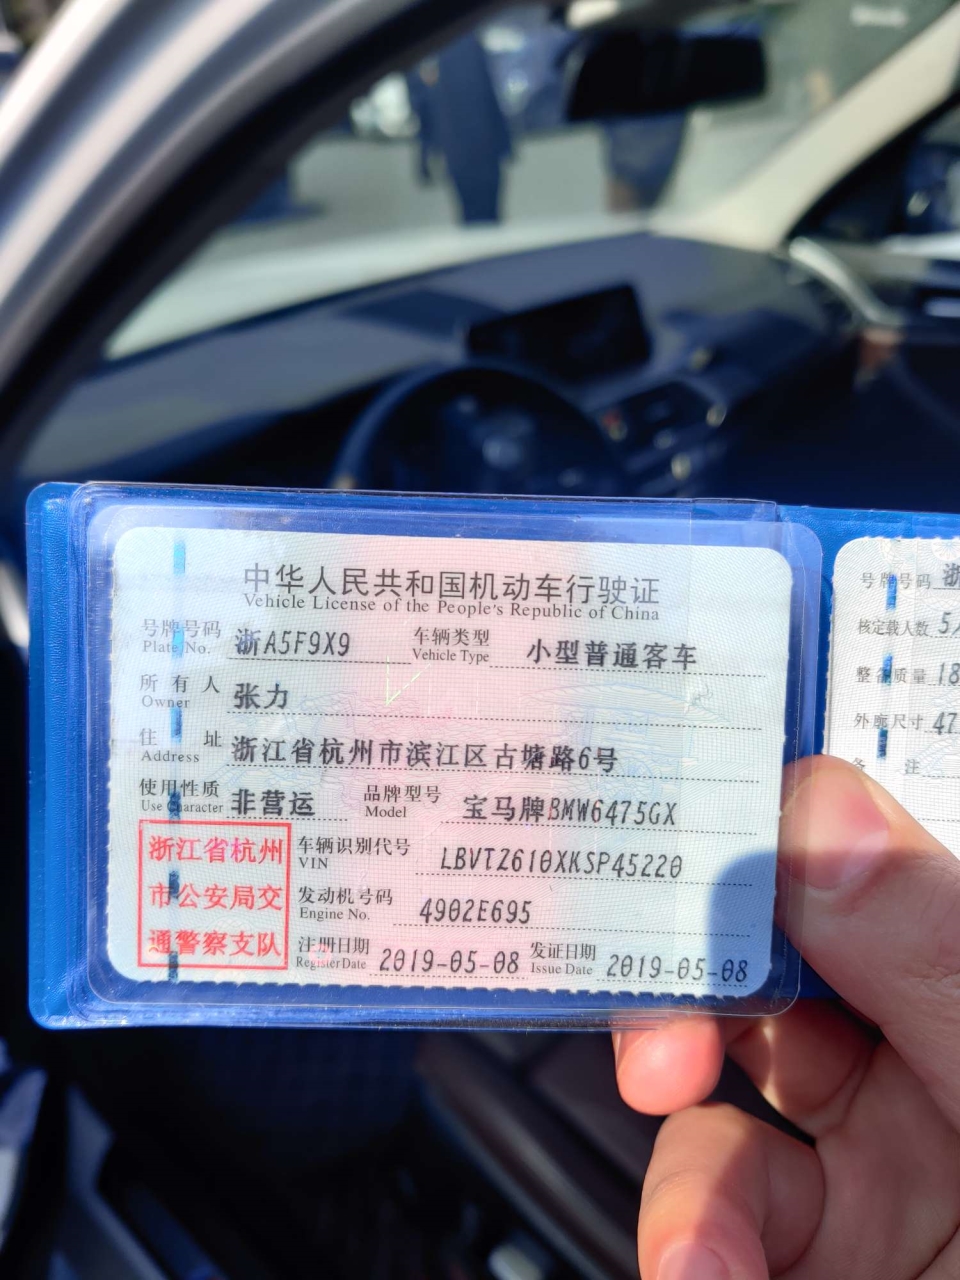 中华人民共和国机动车行驶证
Vehicle License of the People's Republic of China
号牌号码 浙A5F9X9 车辆类型 小型普通客车
Plate No. Vehicle Type
所有人 张力
Owner
住址 浙江省杭州市滨江区古塘路6号
Address
使用性质 非营运 品牌型号 宝马牌BMW6475GX
Use Character Model
浙江省杭州
市公安局交
通警察支队
车辆识别代号 LBVTZ610XKSP45220
VIN
发动机号码 4902E695
Engine No.
注册日期 2019-05-08 发证日期 2019-05-08
Register Date Issue Date
号牌号码 浙
核定载人数 5
整备质量 18
外廓尺寸 47
备注